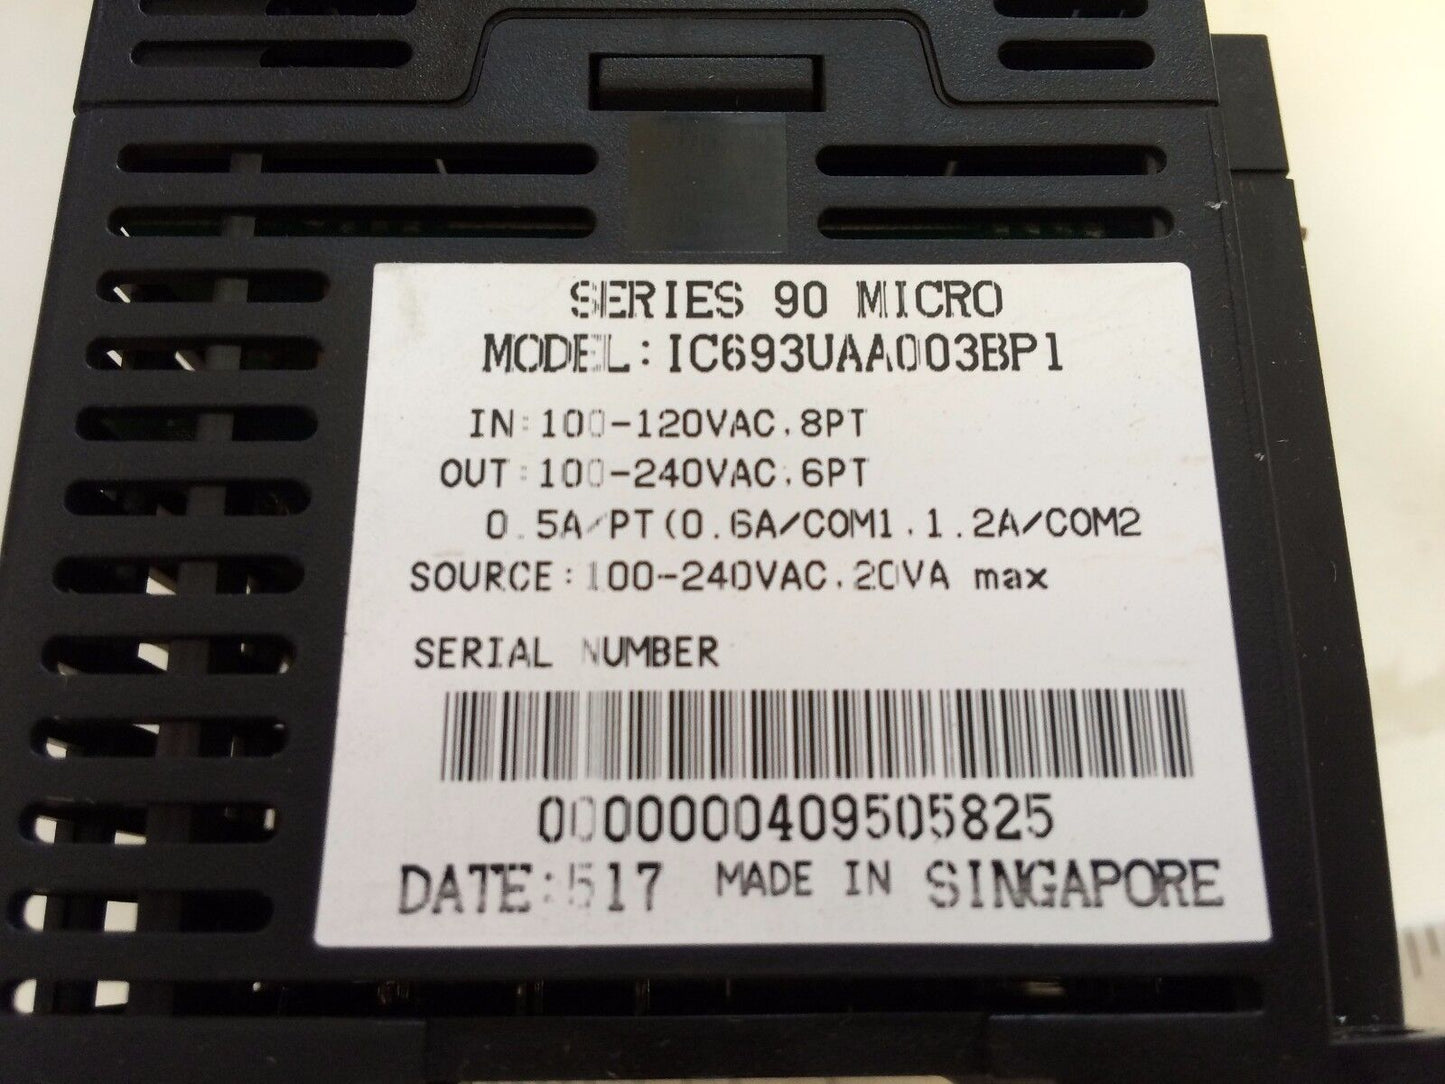 SERIES 90 MICRO
MODEL: IC693UAA003BP1
IN: 100-120VAC, 8PT
OUT: 100-240VAC, 6PT
0.5A/PT(0.6A/COM1, 1.2A/COM2
SOURCE: 100-240VAC, 20VA max
SERIAL NUMBER
0000000409505825
DATE: 517 MADE IN SINGAPORE